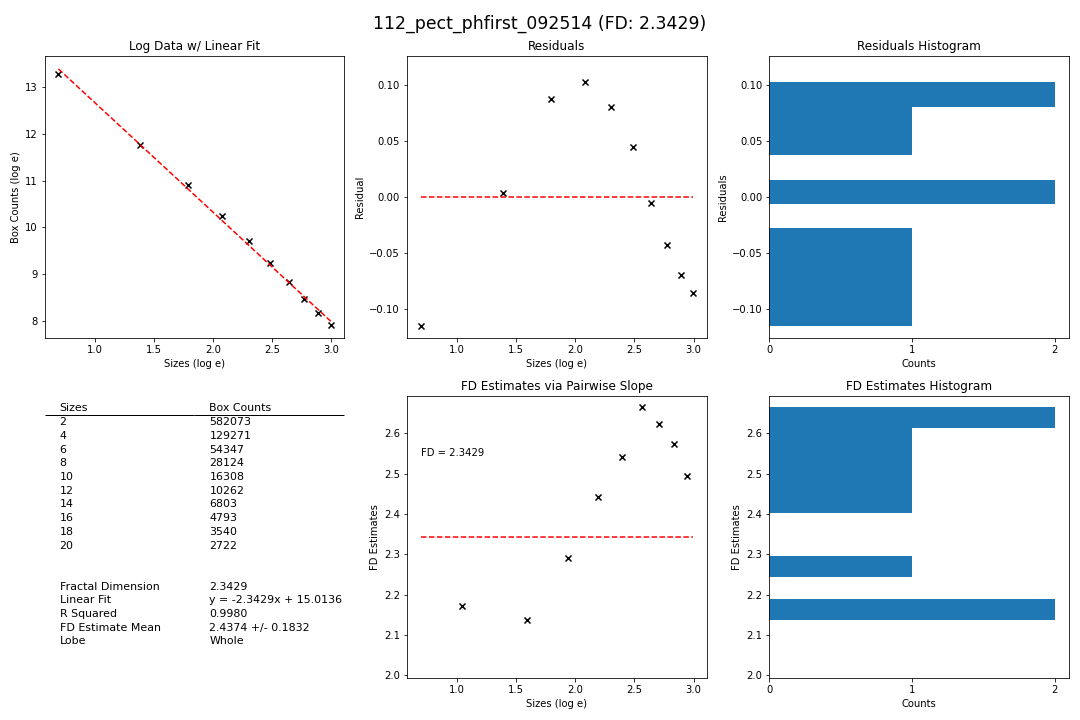 112_pect_phfirst_092514 (FD: 2.3429)
Log Data w/ Linear Fit
Box Counts (log e)
13
12
11
10
9
8
1.0 1.5 2.0 2.5 3.0
Sizes (log e)
Residuals
Residual
0.10
0.05
0.00
−0.05
−0.10
1.0 1.5 2.0 2.5 3.0
Sizes (log e)
Residuals Histogram
Residuals
0.10
0.05
0.00
−0.05
−0.10
0 1 2
Counts
Sizes Box Counts
2 582073
4 129271
6 54347
8 28124
10 16308
12 10262
14 6803
16 4793
18 3540
20 2722
Fractal Dimension 2.3429
Linear Fit y = -2.3429x + 15.0136
R Squared 0.9980
FD Estimate Mean 2.4374 +/- 0.1832
Lobe Whole
FD Estimates via Pairwise Slope
FD Estimates
2.6
2.5
2.4
2.3
2.2
2.1
2.0
FD = 2.3429
1.0 1.5 2.0 2.5 3.0
Sizes (log e)
FD Estimates Histogram
FD Estimates
2.6
2.5
2.4
2.3
2.2
2.1
2.0
0 1 2
Counts